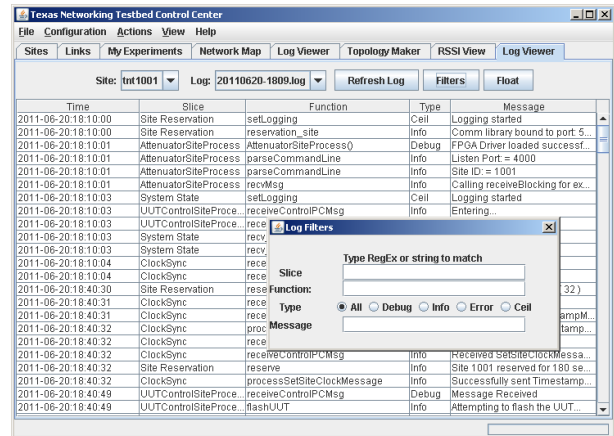 Texas Networking Testbed Control Center
File Configuration Actions View Help
Sites Links My Experiments Network Map Log Viewer Topology Maker RSSI View Log Viewer
Site: tnt1001 Log: 20110620-1809.log Refresh Log Filters Float
Time Slice Function Type Message
2011-06-20:18:10:00 Site Reservation setLogging Ceil Logging started
2011-06-20:18:10:00 Site Reservation reservation_site Info Comm library bound to port: 5...
2011-06-20:18:10:01 AttenuatorSiteProcess AttenuatorSiteProcess() Debug FPGA Driver loaded successf...
2011-06-20:18:10:01 AttenuatorSiteProcess parseCommandLine Info Listen Port: = 4000
2011-06-20:18:10:01 AttenuatorSiteProcess parseCommandLine Info Site ID: = 1001
2011-06-20:18:10:01 AttenuatorSiteProcess recvMsg Info Calling receiveBlocking for ex...
2011-06-20:18:10:03 System State setLogging Ceil Logging started
2011-06-20:18:10:03 UUTControlSiteProce... receiveControlPCMsg Info Entering...
2011-06-20:18:10:03 UUTControlSiteProce... rece
2011-06-20:18:10:03 System State recv_
2011-06-20:18:10:03 System State recv_
2011-06-20:18:10:04 ClockSync rece
2011-06-20:18:10:04 ClockSync rece
2011-06-20:18:40:30 Site Reservation rese 32 )
2011-06-20:18:40:31 ClockSync rece
2011-06-20:18:40:31 ClockSync rece ampM...
2011-06-20:18:40:32 ClockSync proc tamp...
2011-06-20:18:40:32 ClockSync rece
2011-06-20:18:40:32 ClockSync receiveControlPCMsg Info Received SetSiteClockMessa...
2011-06-20:18:40:32 Site Reservation reserve Info Site 1001 reserved for 180 se...
2011-06-20:18:40:32 ClockSync processSetSiteClockMessage Info Successfully sent Timestamp...
2011-06-20:18:40:49 UUTControlSiteProce... receiveControlPCMsg Debug Message Received
2011-06-20:18:40:49 UUTControlSiteProce... flashUUT Info Attempting to flash the UUT...
Log Filters
Type RegEx or string to match
Slice
Function:
Type All Debug Info Error Ceil
Message